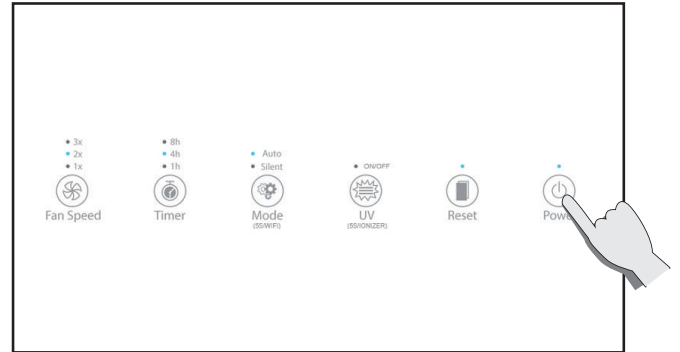 3x
2x
1x
Fan Speed
8h
4h
1h
Timer
Auto
Silent
Mode
(5S/WIFI)
ON/OFF
UV
(5S/IONIZER)
Reset
Powe